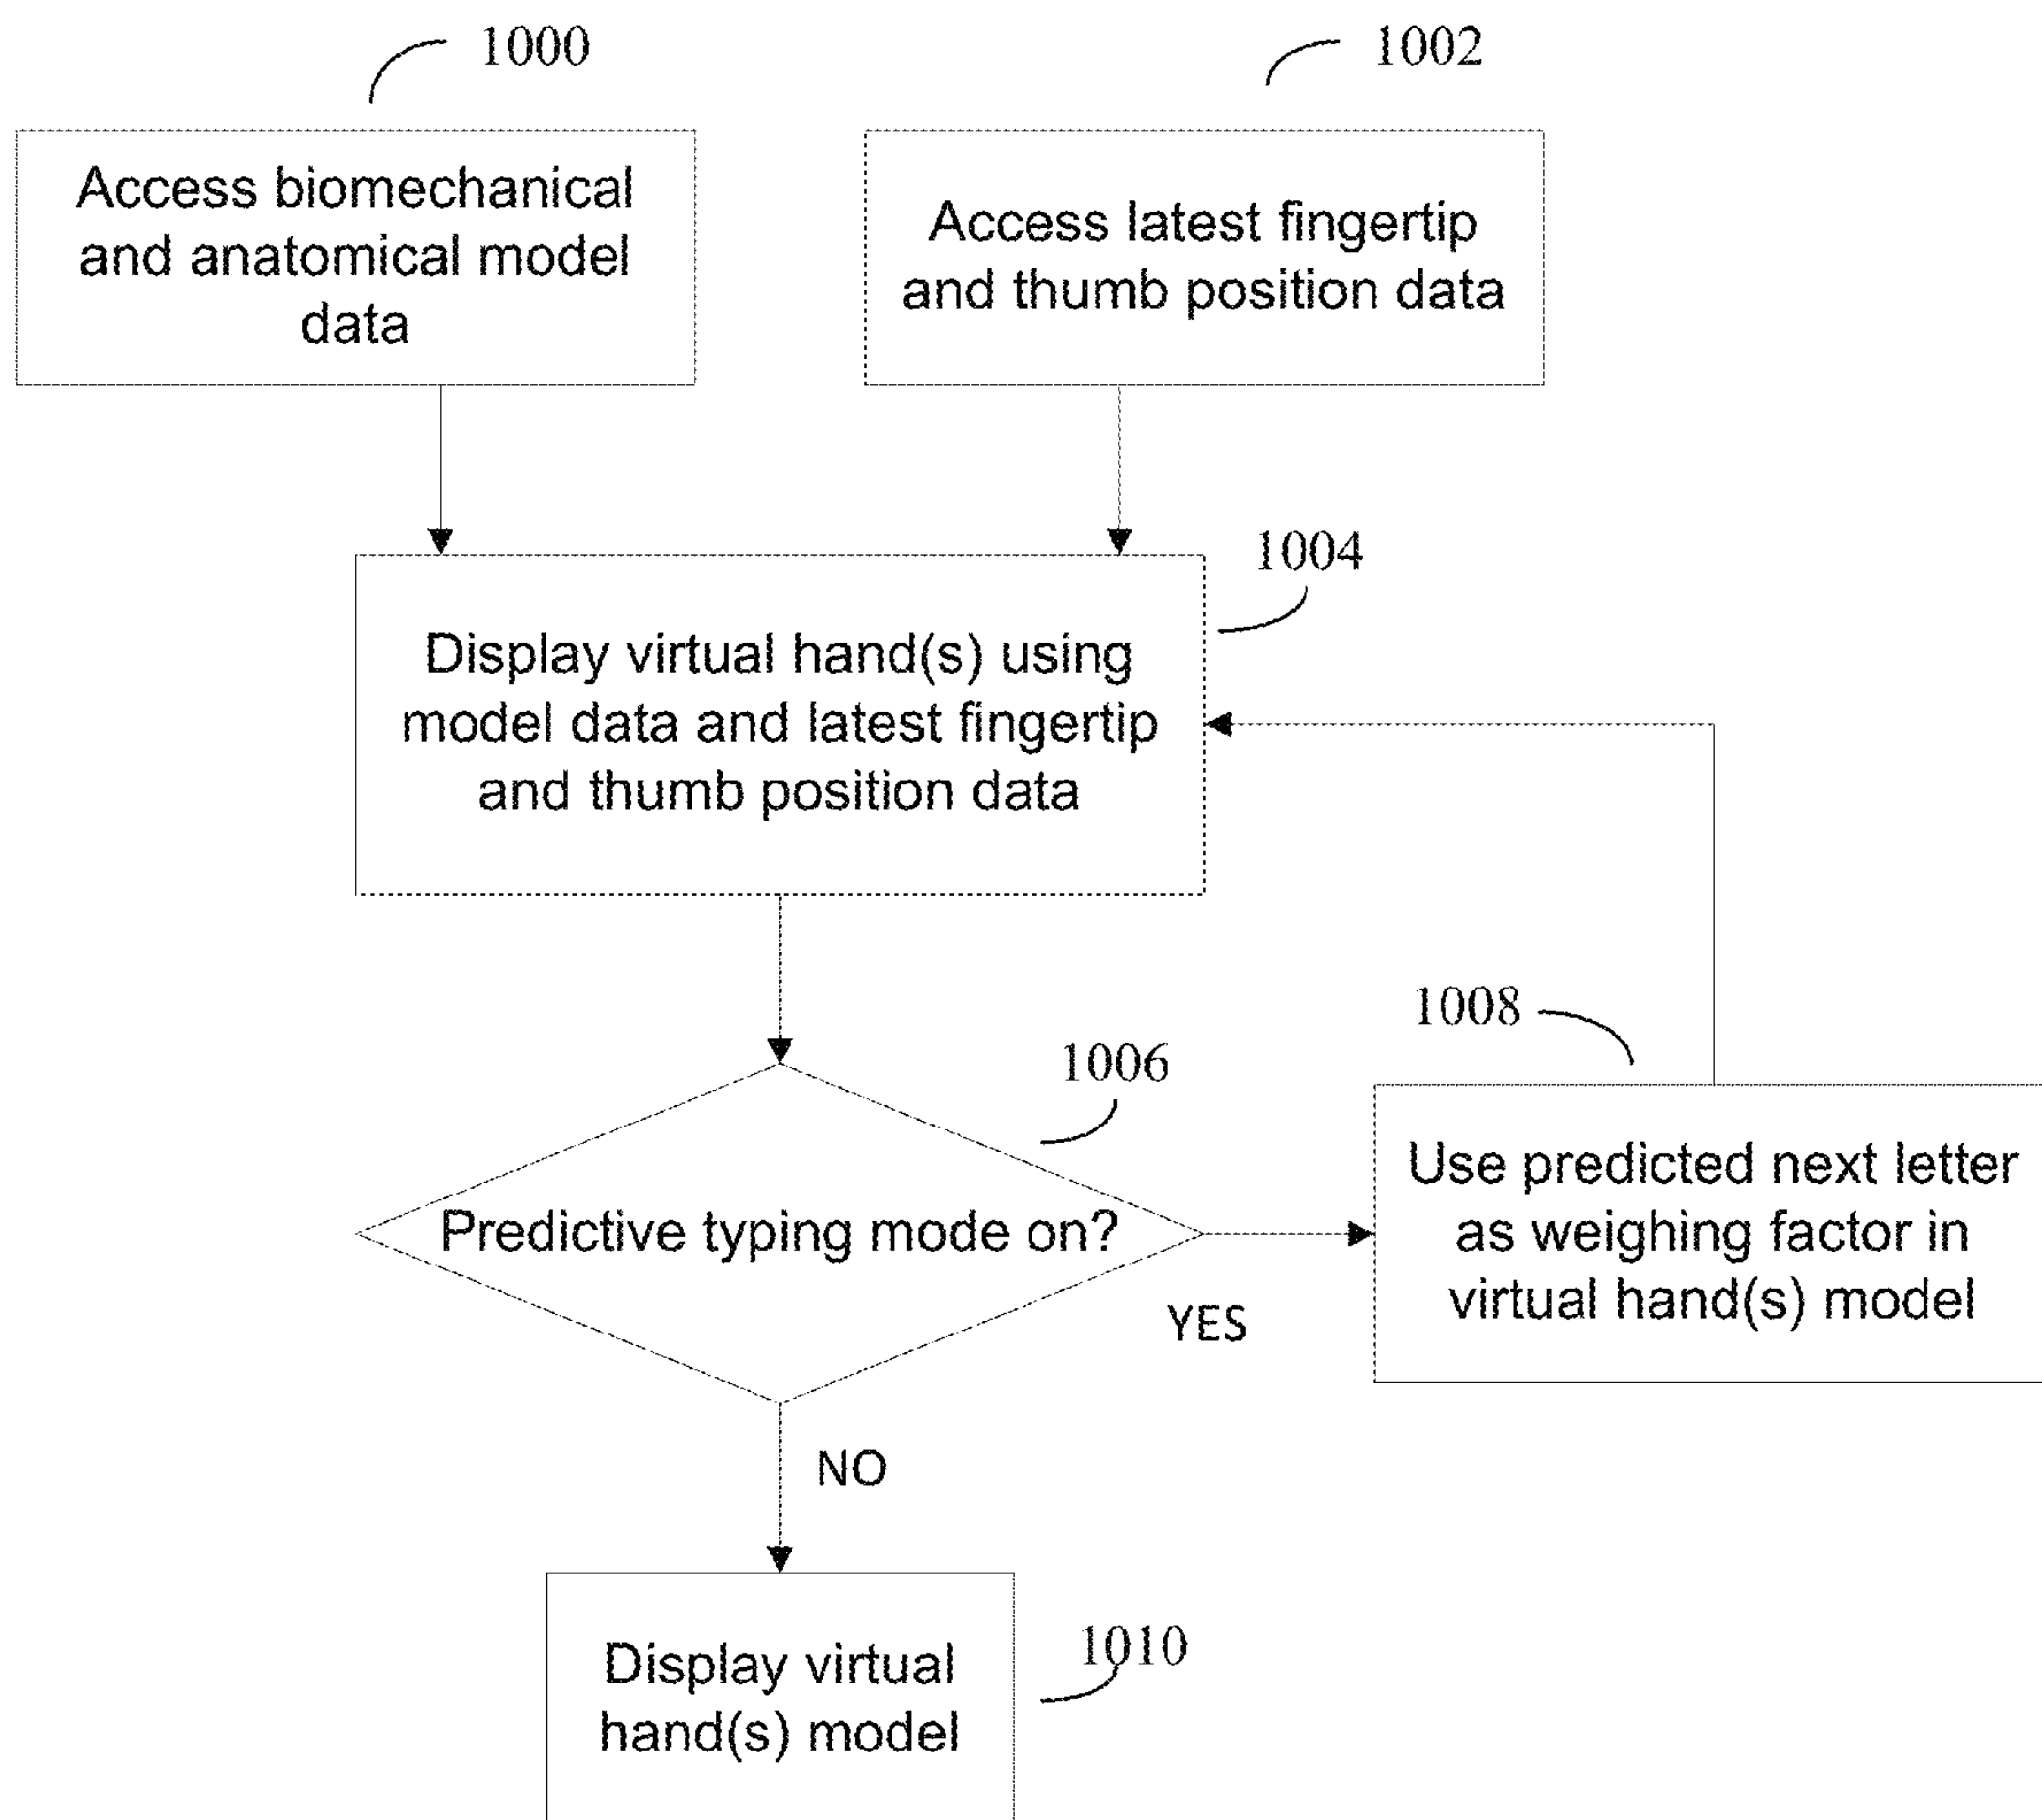 1000
1002
Access biomechanical
and anatomical model
data
Access latest fingertip
and thumb position data
1004
Display virtual hand(s) using
model data and latest fingertip
and thumb position data
1008
1006
Predictive typing mode on?
Use predicted next letter
as weighing factor in
virtual hand(s) model
YES
NO
1010
Display virtual
hand(s) model